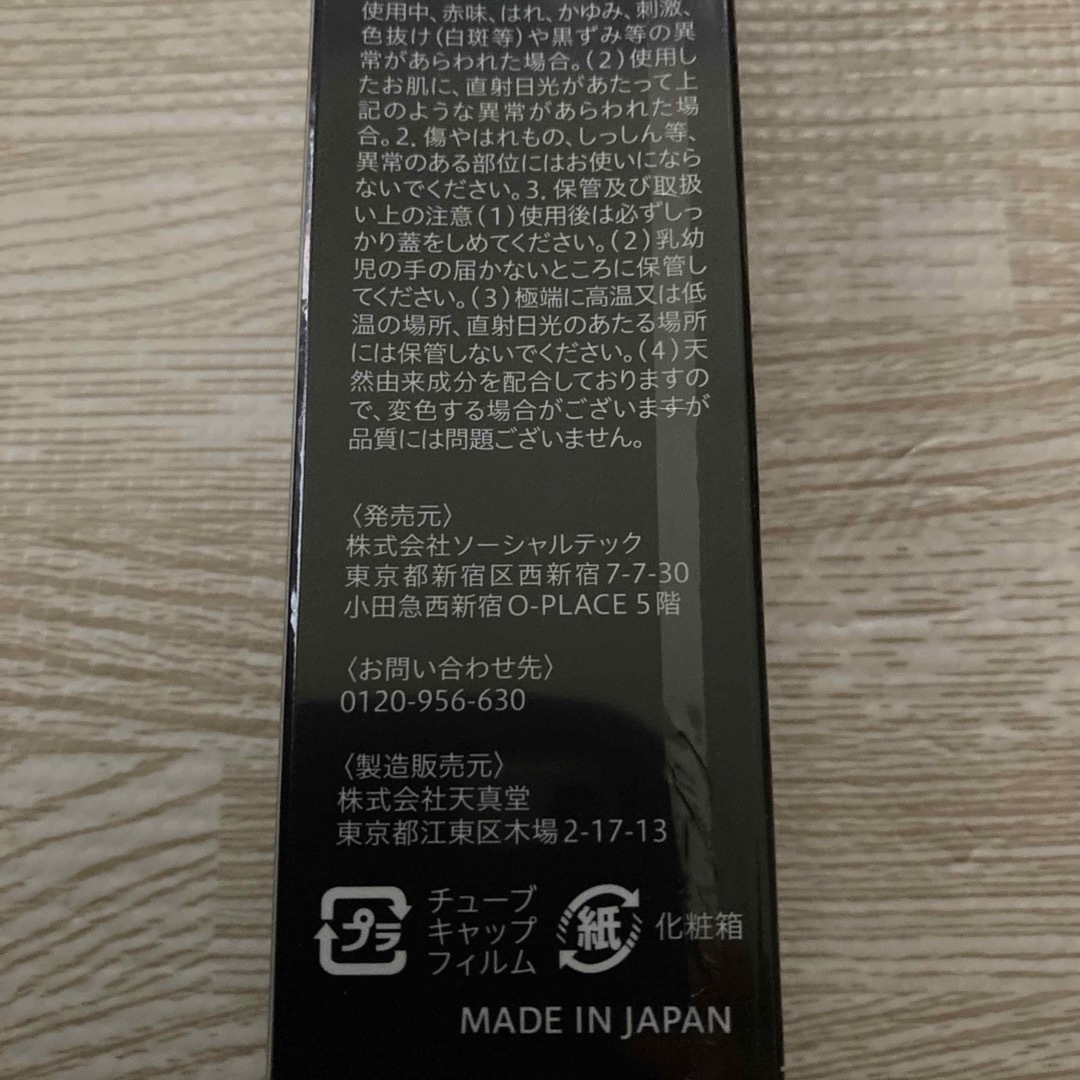 使用中、赤味、はれ、かゆみ、刺激、
色抜け(白斑等)や黒ずみ等の異
常があらわれた場合。(2)使用し
たお肌に、直射日光があたって上
記のような異常があらわれた場
合。2. 傷やはれもの、しっしん等、
異常のある部位にはお使いになら
ないでください。3. 保管及び取扱
い上の注意(1)使用後は必ずしっ
かり蓋をしめてください。(2)乳幼
児の手の届かないところに保管し
てください。(3)極端に高温又は低
温の場所、直射日光のあたる場所
には保管しないでください。(4)天
然由来成分を配合しておりますの
で、変色する場合がございますが
品質には問題ございません。
〈発売元〉
株式会社ソーシャルテック
東京都新宿区西新宿7-7-30
小田急西新宿O-PLACE 5階
〈お問い合わせ先〉
0120-956-630
〈製造販売元〉
株式会社天真堂
東京都江東区木場2-17-13
プラ チューブ
キャップ
フィルム
紙 化粧箱
MADE IN JAPAN